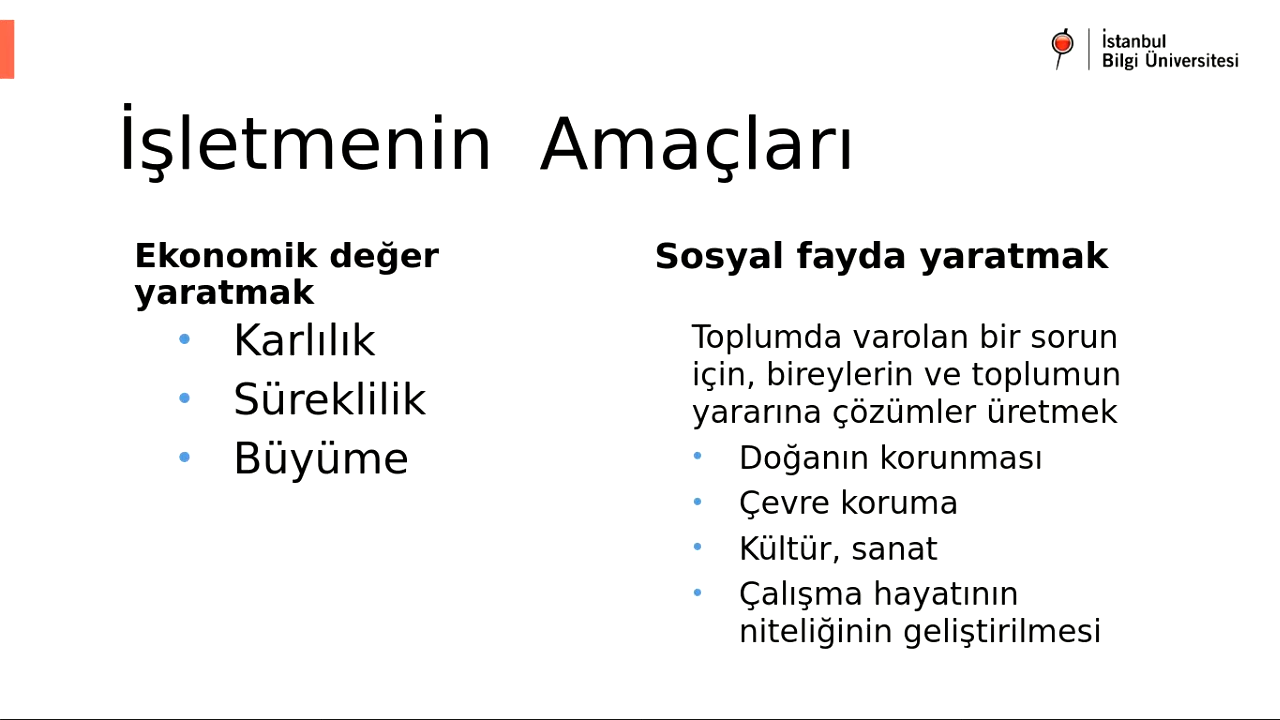 İstanbul
Bilgi Üniversitesi
İşletmenin  Amaçları
Ekonomik değer
yaratmak
• Karlılık
• Süreklilik
• Büyüme
Sosyal fayda yaratmak
Toplumda varolan bir sorun
için, bireylerin ve toplumun
yararına çözümler üretmek
• Doğanın korunması
• Çevre koruma
• Kültür, sanat
• Çalışma hayatının
niteliğinin geliştirilmesi